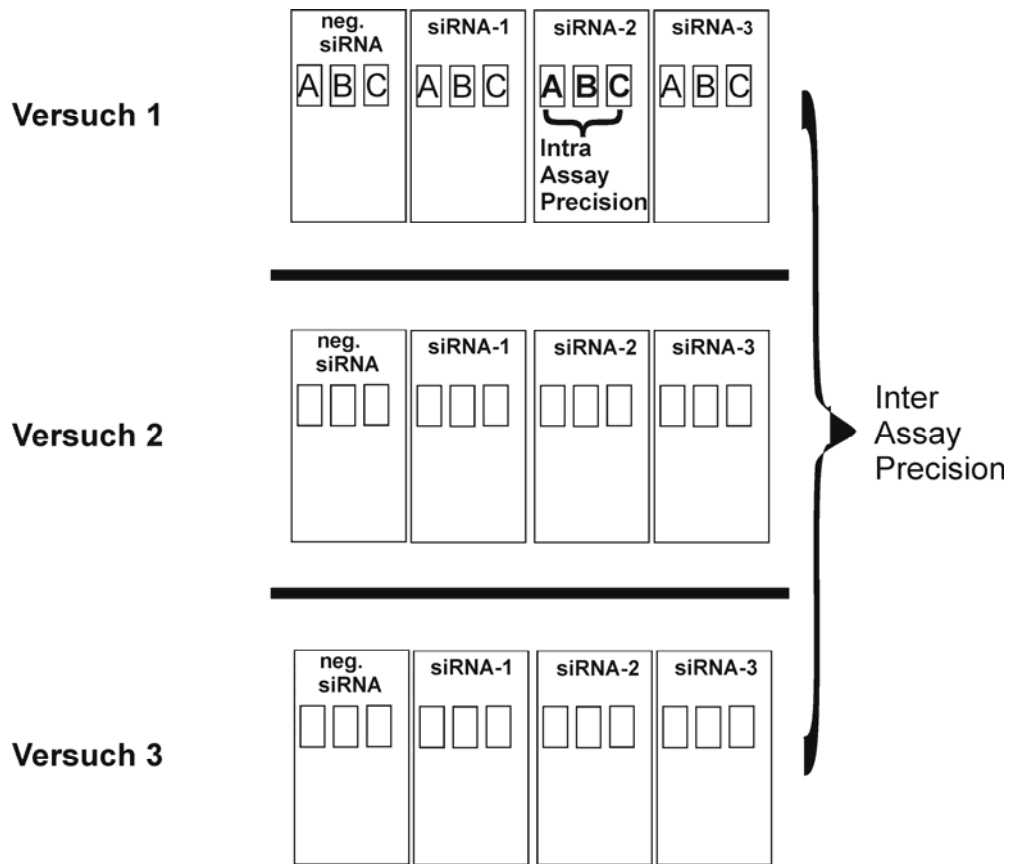 neg.
siRNA
siRNA-1
siRNA-2
siRNA-3
Versuch 1
A B C
A B C
A B C
A B C
Intra
Assay
Precision
neg.
siRNA
siRNA-1
siRNA-2
siRNA-3
Versuch 2
Inter
Assay
Precision
neg.
siRNA
siRNA-1
siRNA-2
siRNA-3
Versuch 3